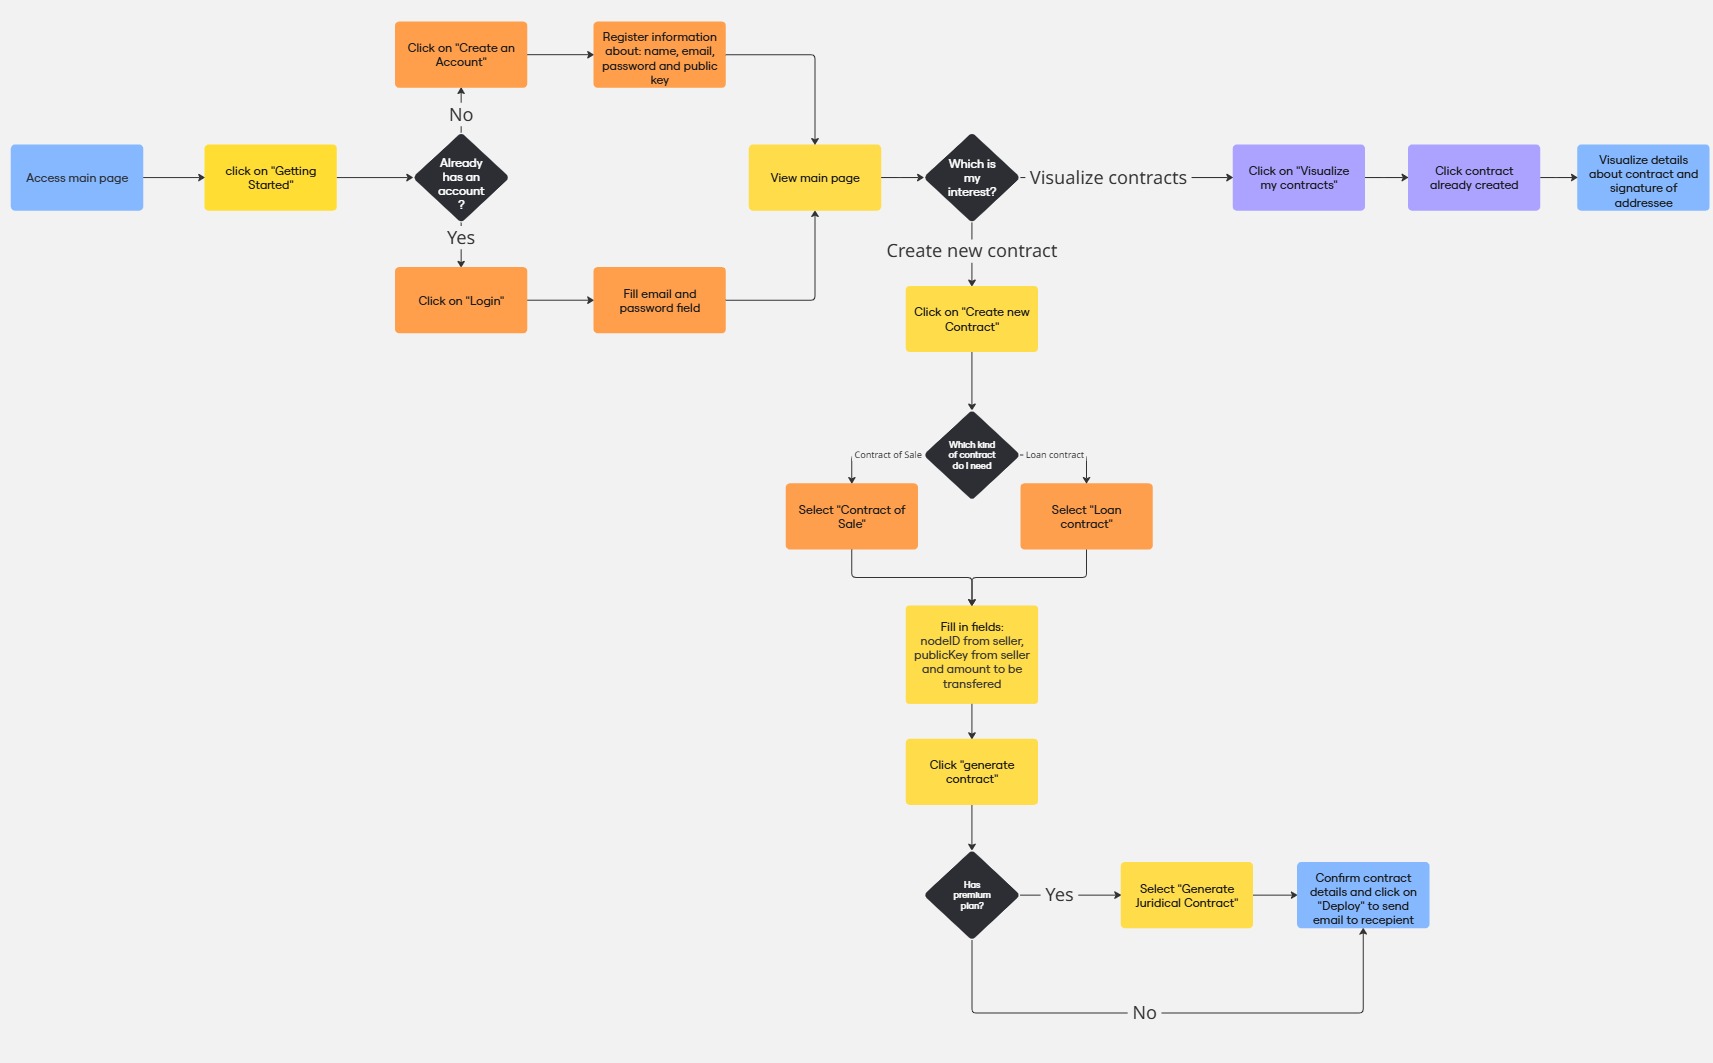 Click on "Create an
Account"
Register information
about: name, email,
password and public
key
No
Access main page
click on "Getting
Started"
Already
has an
account
?
View main page
Which is
my
interest?
Visualize contracts
Click on "Visualize
my contracts"
Click contract
already created
Visualize details
about contract and
signature of
addressee
Yes
Create new contract
Click on "Login"
Fill email and
password field
Click on "Create new
Contract"
Contract of Sale
Which kind
of contract
do I need
Loan contract
Select "Contract of
Sale"
Select "Loan
contract"
Fill in fields:
nodeID from seller,
publicKey from seller
and amount to be
transfered
Click "generate
contract"
Has
premium
plan?
Yes
Select "Generate
Juridical Contract"
Confirm contract
details and click on
"Deploy" to send
email to recepient
No